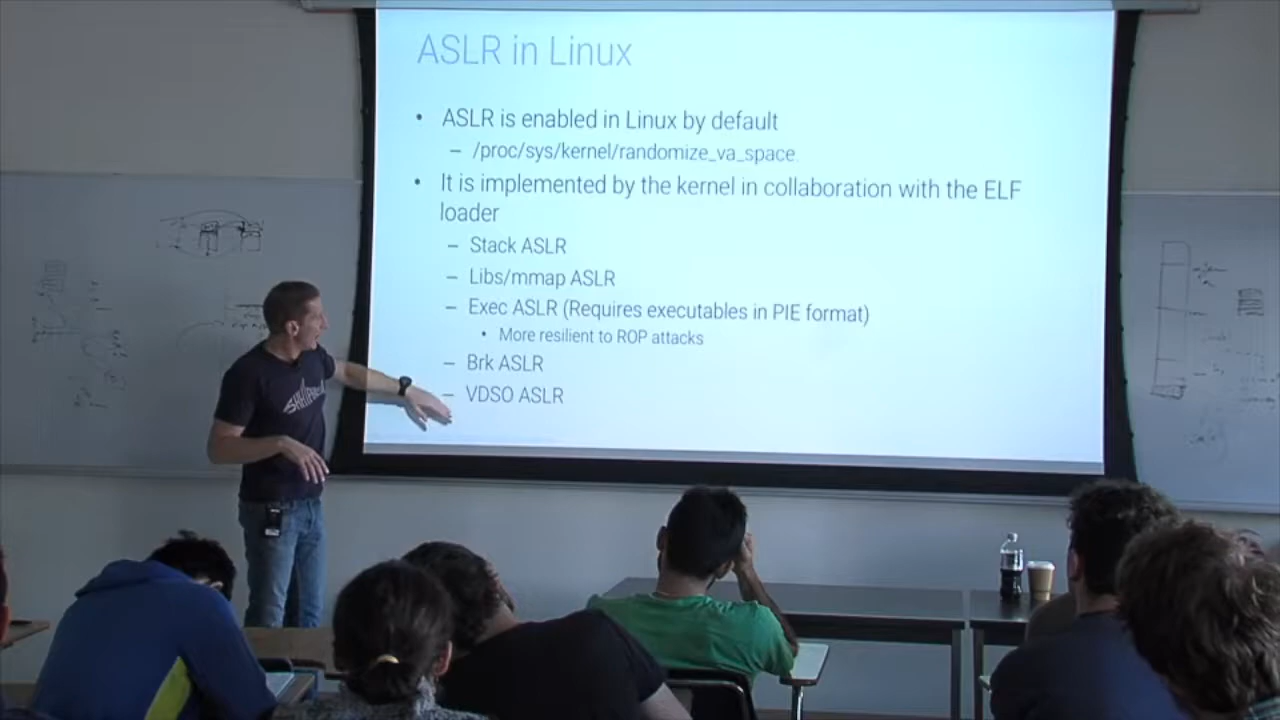 ASLR in Linux
• ASLR is enabled in Linux by default
– /proc/sys/kernel/randomize_va_space.
• It is implemented by the kernel in collaboration with the ELF
loader
– Stack ASLR
– Libs/mmap ASLR
– Exec ASLR (Requires executables in PIE format)
• More resilient to ROP attacks
– Brk ASLR
– VDSO ASLR